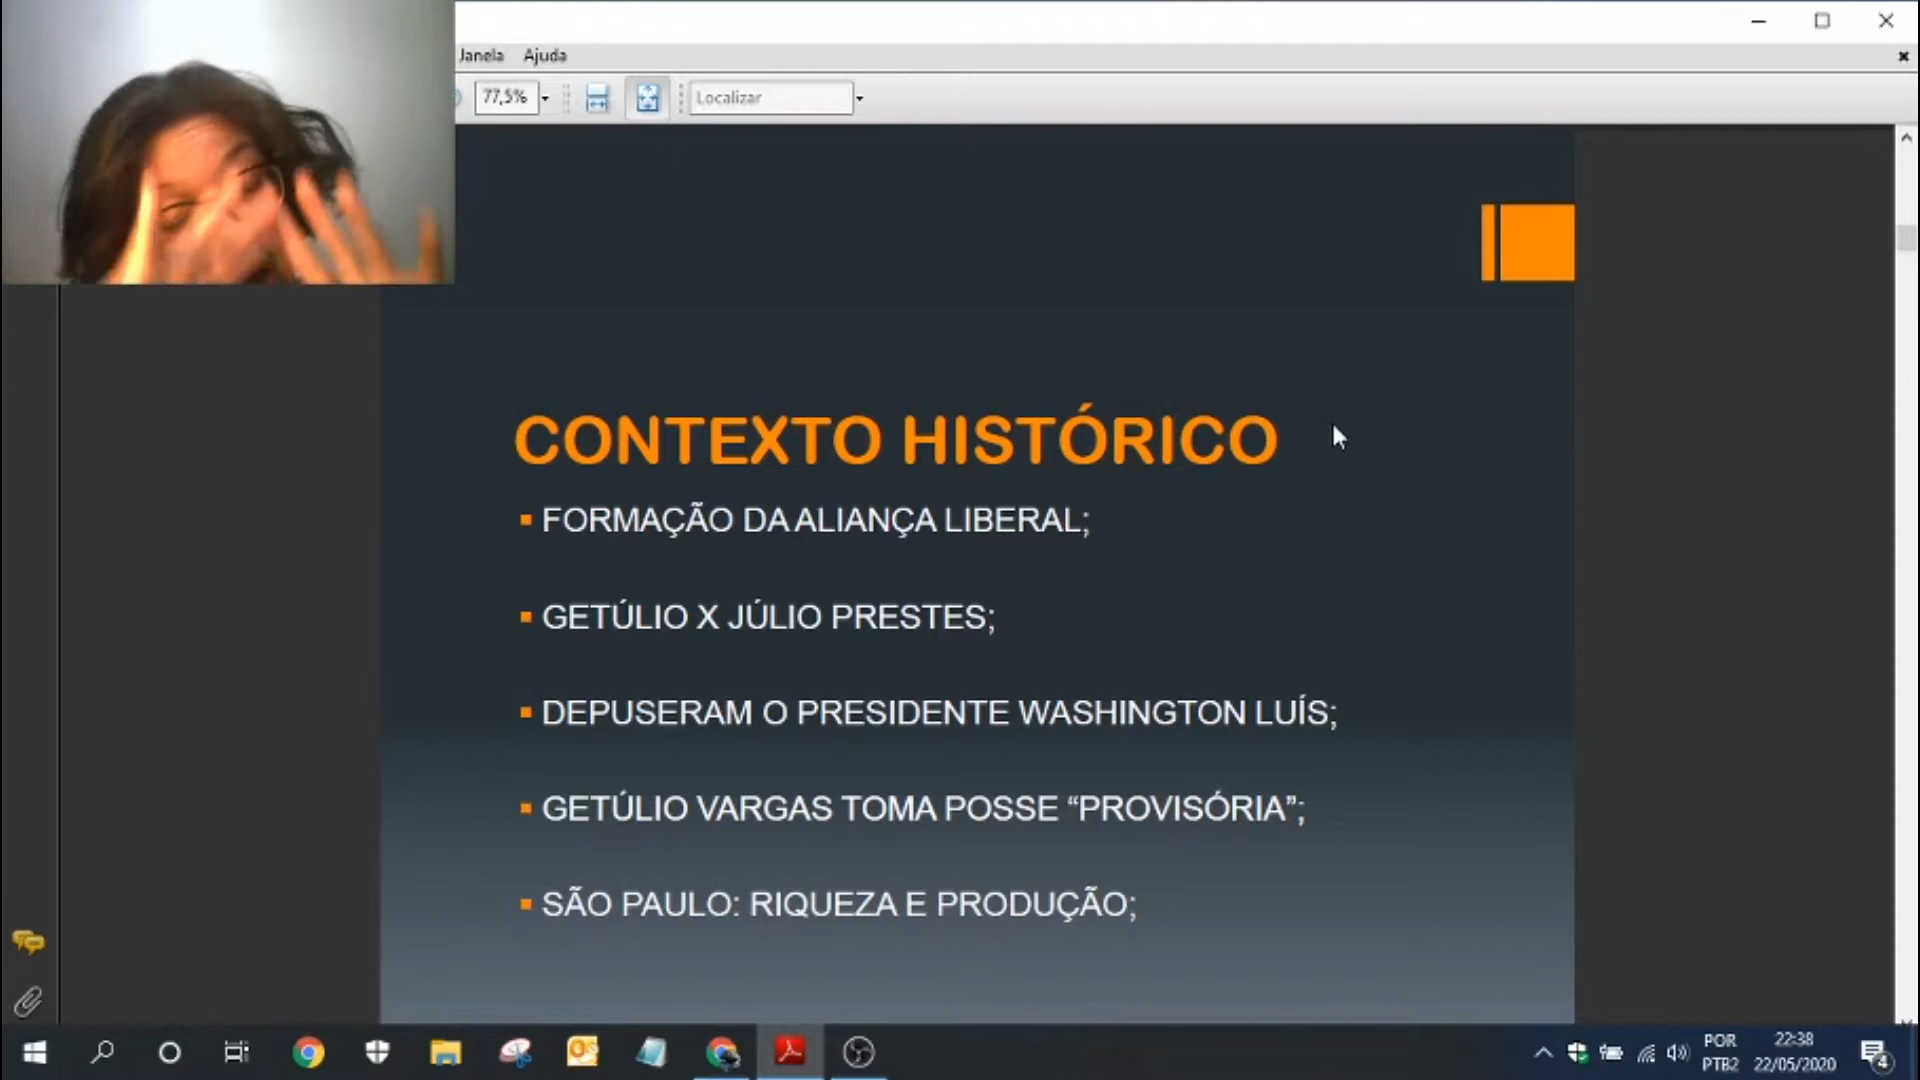 Janela Ajuda
77,5%
Localizar
CONTEXTO HISTÓRICO
FORMAÇÃO DA ALIANÇA LIBERAL;
GETÚLIO X JÚLIO PRESTES;
DEPUSERAM O PRESIDENTE WASHINGTON LUÍS;
GETÚLIO VARGAS TOMA POSSE “PROVISÓRIA”;
SÃO PAULO: RIQUEZA E PRODUÇÃO;
POR
PTB2
22:38
22/05/2020
4